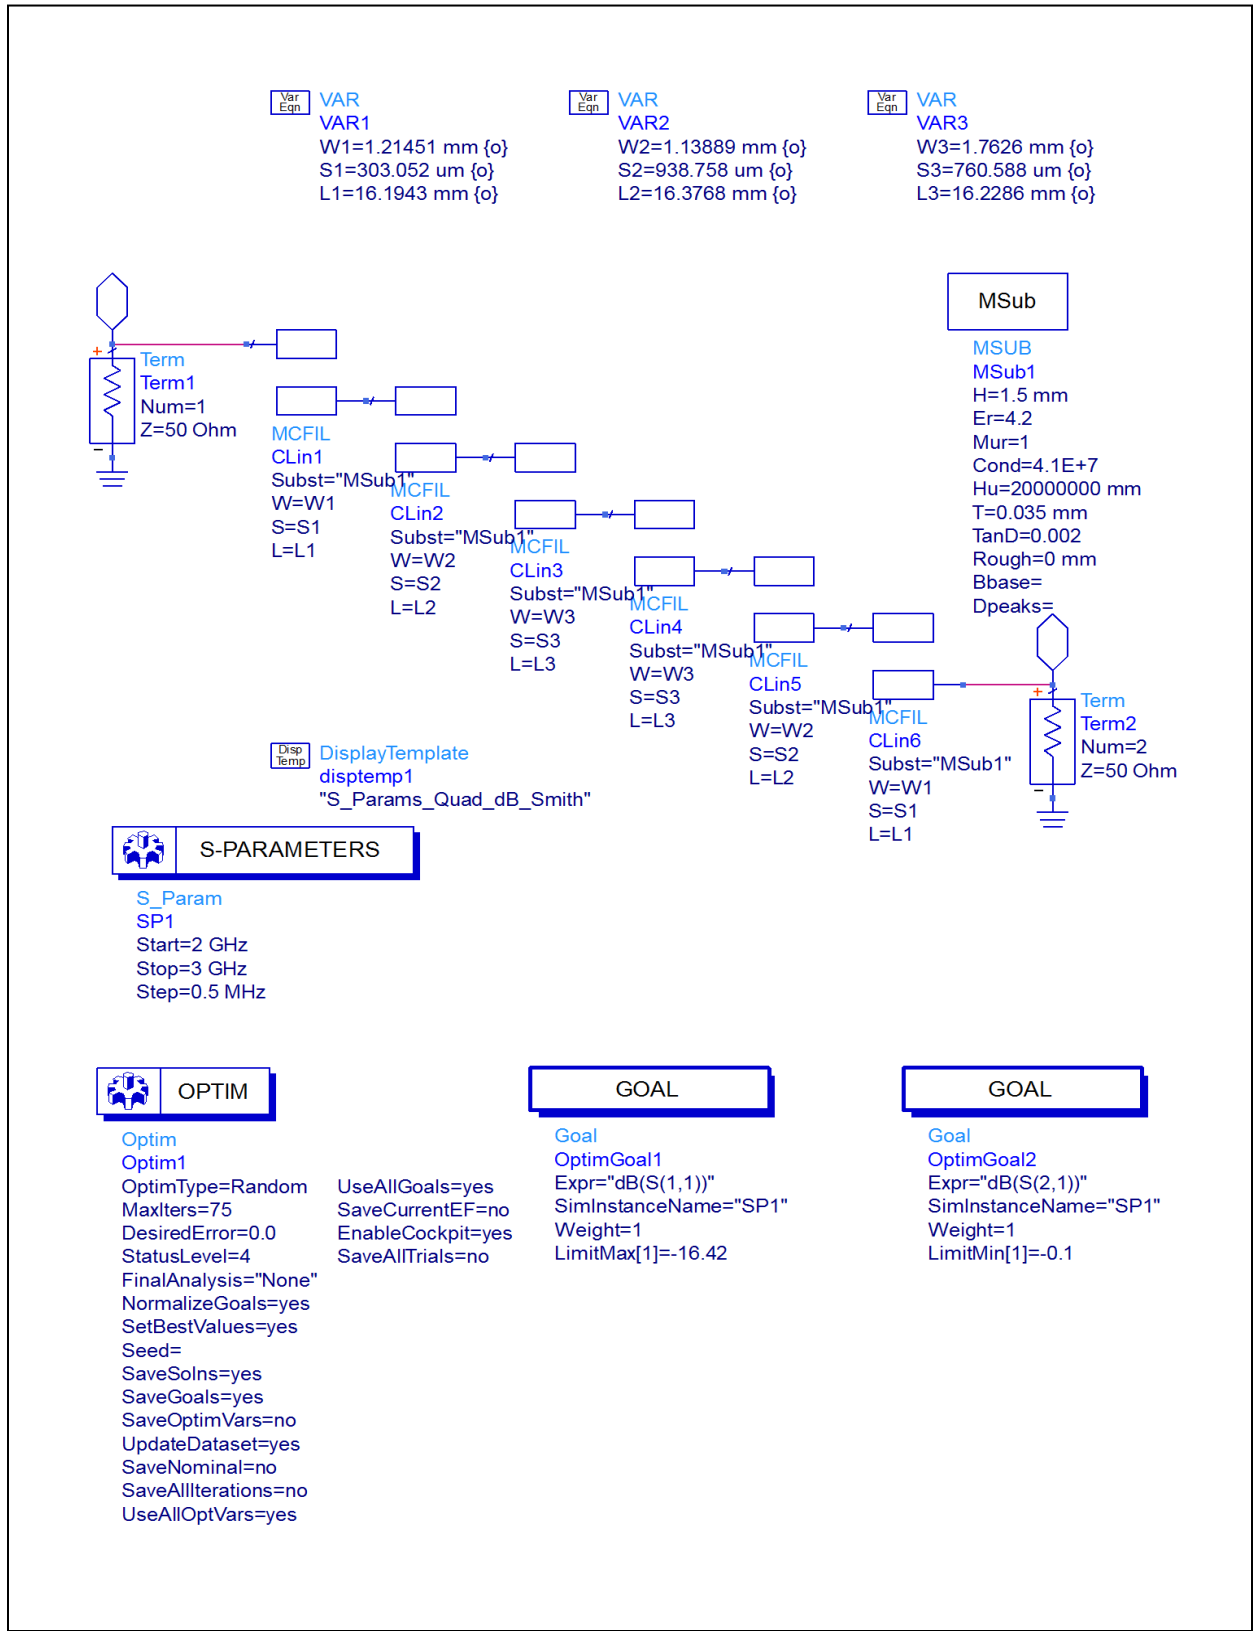 Var
Eqn
VAR
VAR1
W1=1.21451 mm {o}
S1=303.052 um {o}
L1=16.1943 mm {o}
Var
Eqn
VAR
VAR2
W2=1.13889 mm {o}
S2=938.758 um {o}
L2=16.3768 mm {o}
Var
Eqn
VAR
VAR3
W3=1.7626 mm {o}
S3=760.588 um {o}
L3=16.2286 mm {o}
+
Term
Term1
Num=1
Z=50 Ohm
MCFIL
CLin1
Subst="MSub1"
W=W1
S=S1
L=L1
MCFIL
CLin2
Subst="MSub1"
W=W2
S=S2
L=L2
MCFIL
CLin3
Subst="MSub1"
W=W3
S=S3
L=L3
MCFIL
CLin4
Subst="MSub1"
W=W3
S=S3
L=L3
MCFIL
CLin5
Subst="MSub1"
W=W2
S=S2
L=L2
MCFIL
CLin6
Subst="MSub1"
W=W1
S=S1
L=L1
MSub
MSUB
MSub1
H=1.5 mm
Er=4.2
Mur=1
Cond=4.1E+7
Hu=20000000 mm
T=0.035 mm
TanD=0.002
Rough=0 mm
Bbase=
Dpeaks=
+
Term
Term2
Num=2
Z=50 Ohm
Disp
Temp
DisplayTemplate
disptemp1
"S_Params_Quad_dB_Smith"
S-PARAMETERS
S_Param
SP1
Start=2 GHz
Stop=3 GHz
Step=0.5 MHz
OPTIM
Optim
Optim1
OptimType=Random
MaxIters=75
DesiredError=0.0
StatusLevel=4
FinalAnalysis="None"
NormalizeGoals=yes
SetBestValues=yes
Seed=
SaveSolns=yes
SaveGoals=yes
SaveOptimVars=no
UpdateDataset=yes
SaveNominal=no
SaveAllIterations=no
UseAllOptVars=yes
UseAllGoals=yes
SaveCurrentEF=no
EnableCockpit=yes
SaveAllTrials=no
GOAL
Goal
OptimGoal1
Expr="dB(S(1,1))"
SimInstanceName="SP1"
Weight=1
LimitMax[1]=-16.42
GOAL
Goal
OptimGoal2
Expr="dB(S(2,1))"
SimInstanceName="SP1"
Weight=1
LimitMin[1]=-0.1